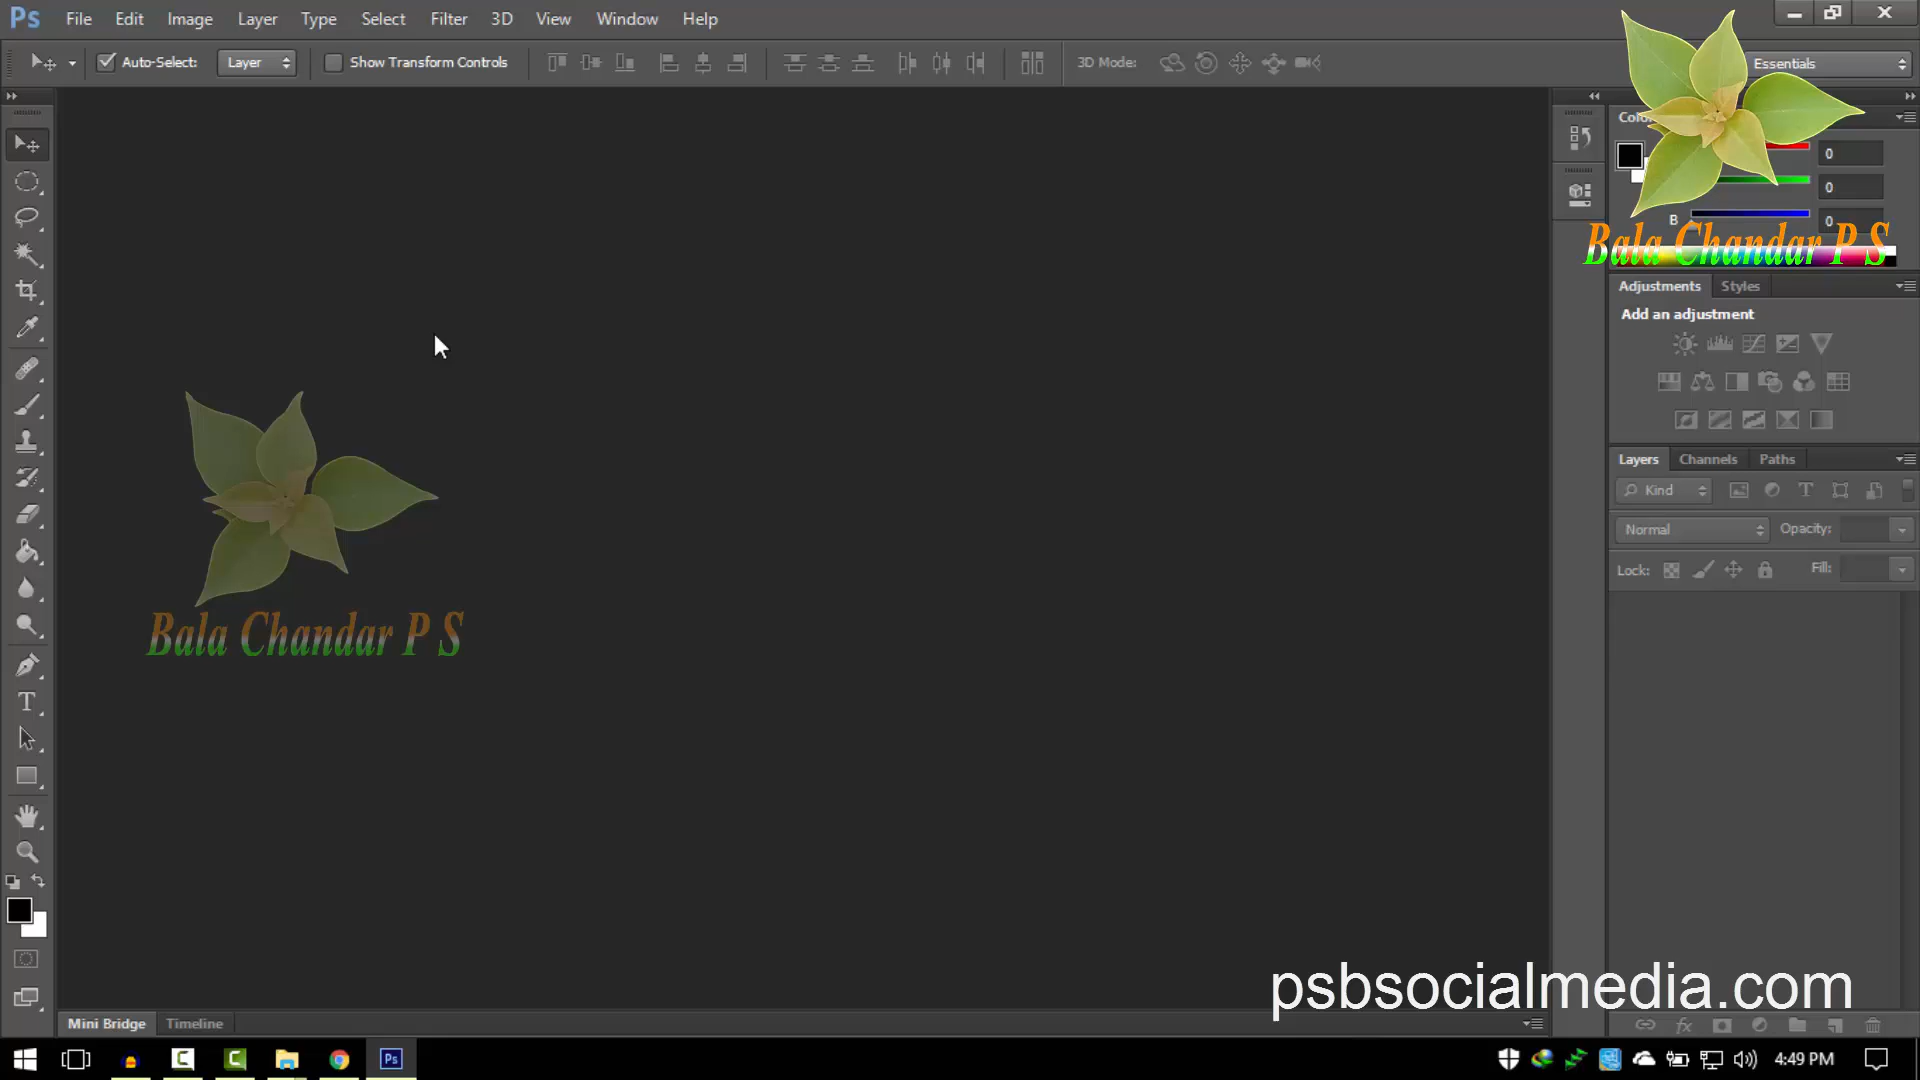 Ps File Edit Image Layer Type Select Filter 3D View Window Help
Auto-Select: Layer Show Transform Controls 3D Mode: Essentials
0
0
B 0
Bala Chandar P S
Adjustments Styles
Add an adjustment
Layers Channels Paths
Kind T
Normal Opacity:
Lock: Fill:
Bala Chandar P S
T
psbsocialmedia.com
Mini Bridge Timeline
fx
Ps 4:49 PM